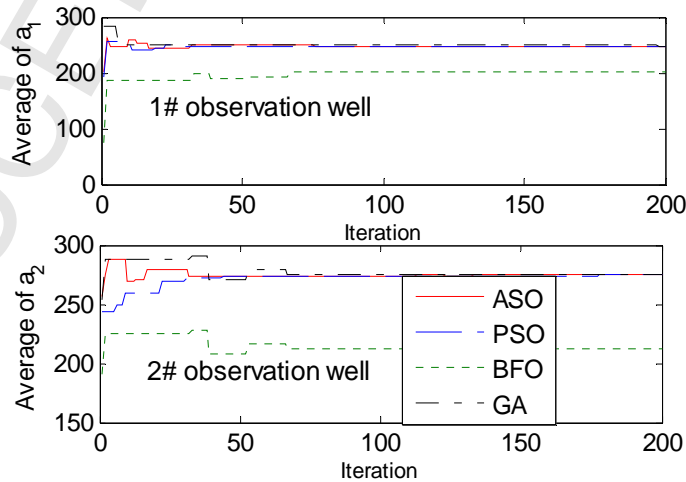 300
200
100
0
Average of a1
1# observation well
0
50
100
150
200
Iteration
300
250
200
150
Average of a2
2# observation well
ASO
PSO
BFO
GA
0
50
100
150
200
Iteration